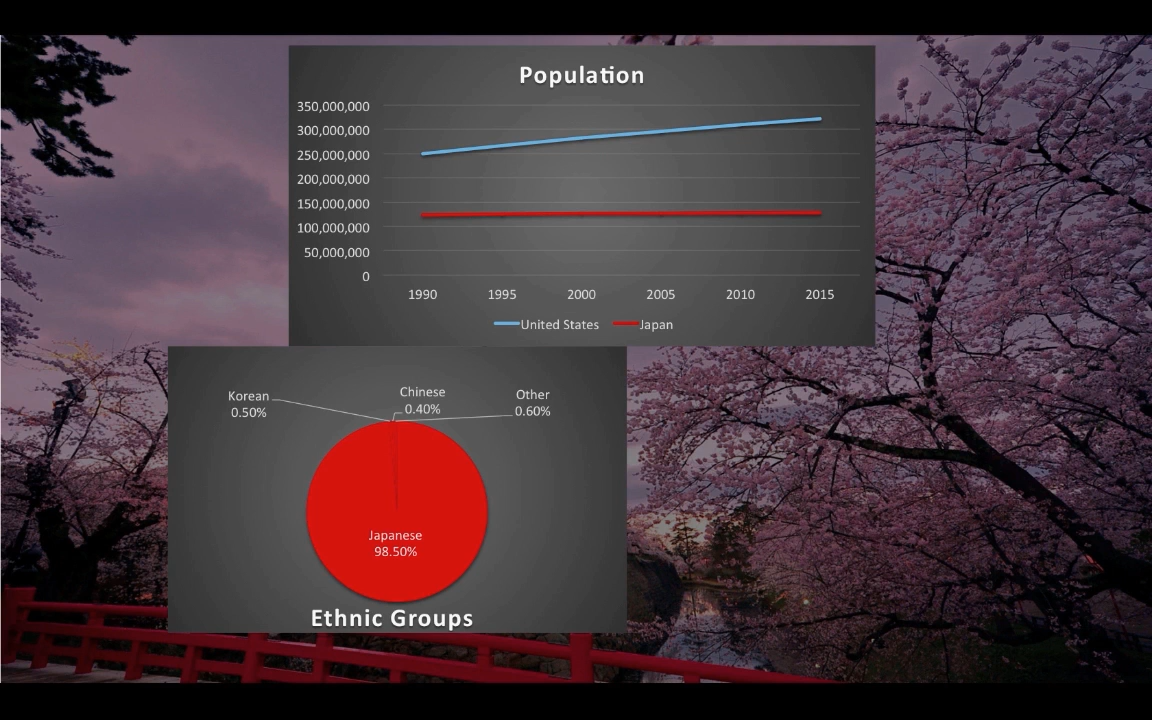 Population
350,000,000
300,000,000
250,000,000
200,000,000
150,000,000
100,000,000
50,000,000
0
1990 1995 2000 2005 2010 2015
United States Japan
Korean
0.50%
Chinese
0.40%
Other
0.60%
Japanese
98.50%
Ethnic Groups